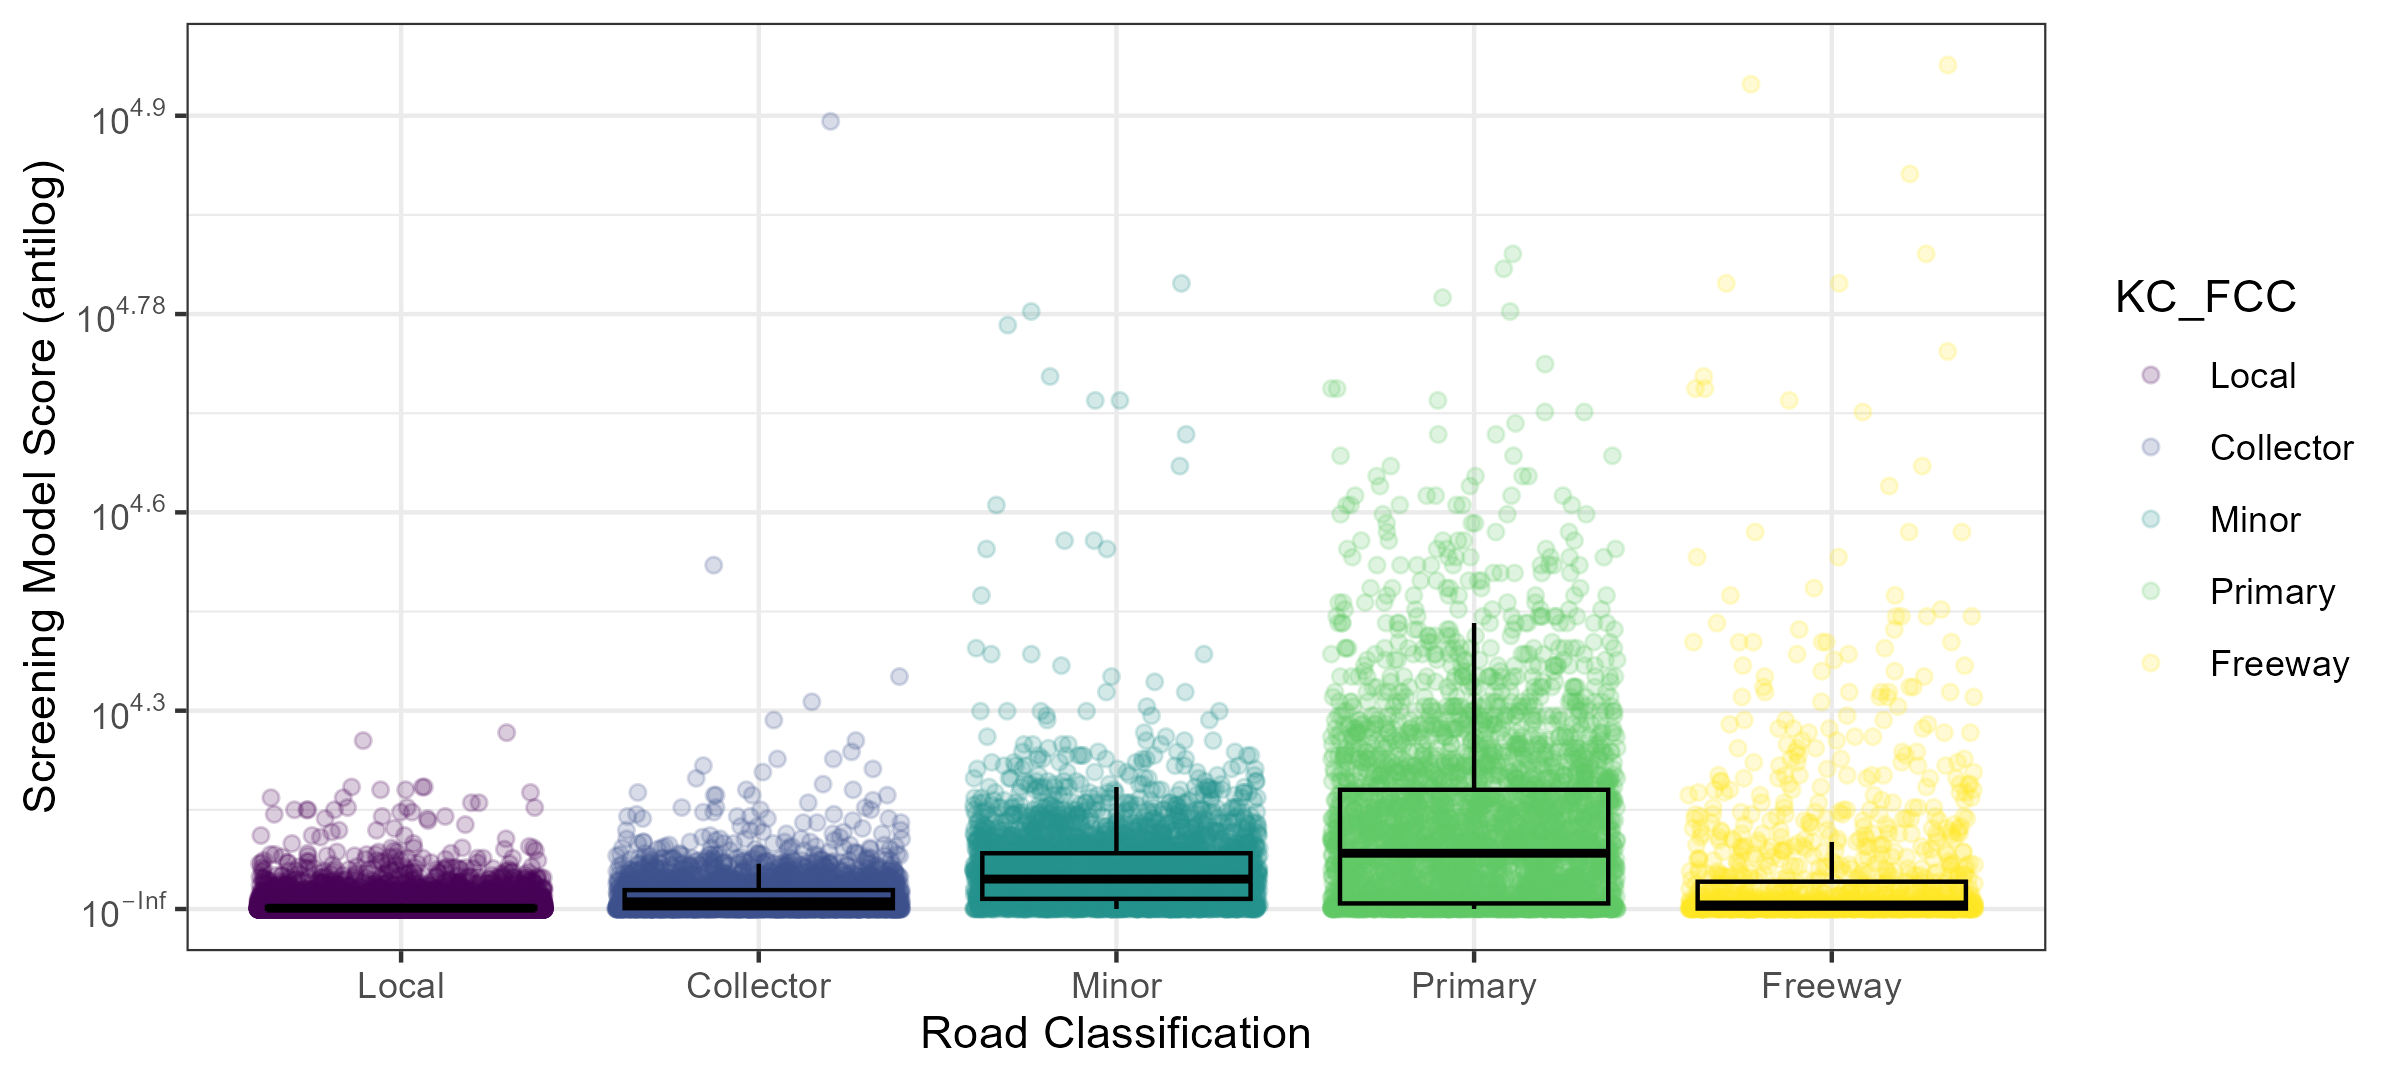 Screening Model Score (antilog)
10^4.9
10^4.78
10^4.6
10^4.3
10^−Inf
Local Collector Minor Primary Freeway
Road Classification
KC_FCC
Local
Collector
Minor
Primary
Freeway